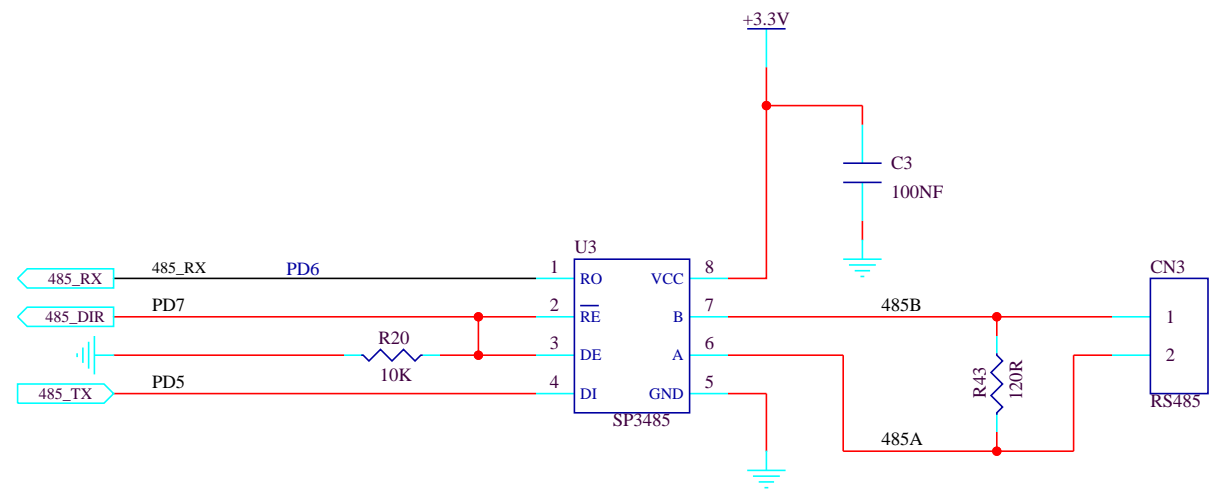 +3.3V
C3
100NF
U3
485_RX
485_RX
PD6
1
RO
VCC
8
CN3
485_DIR
PD7
2
RE
B
7
485B
1
R20
10K
3
DE
A
6
2
R43
120R
485_TX
PD5
4
DI
GND
5
RS485
SP3485
485A